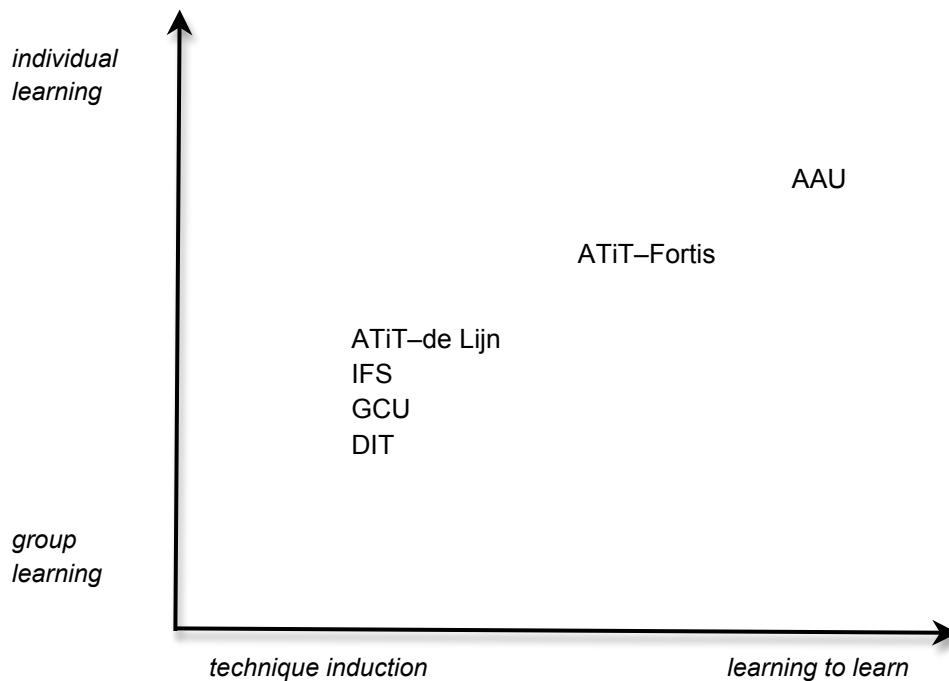 individual
learning
AAU
ATiT–Fortis
ATiT–de Lijn
IFS
GCU
DIT
group
learning
technique induction
learning to learn